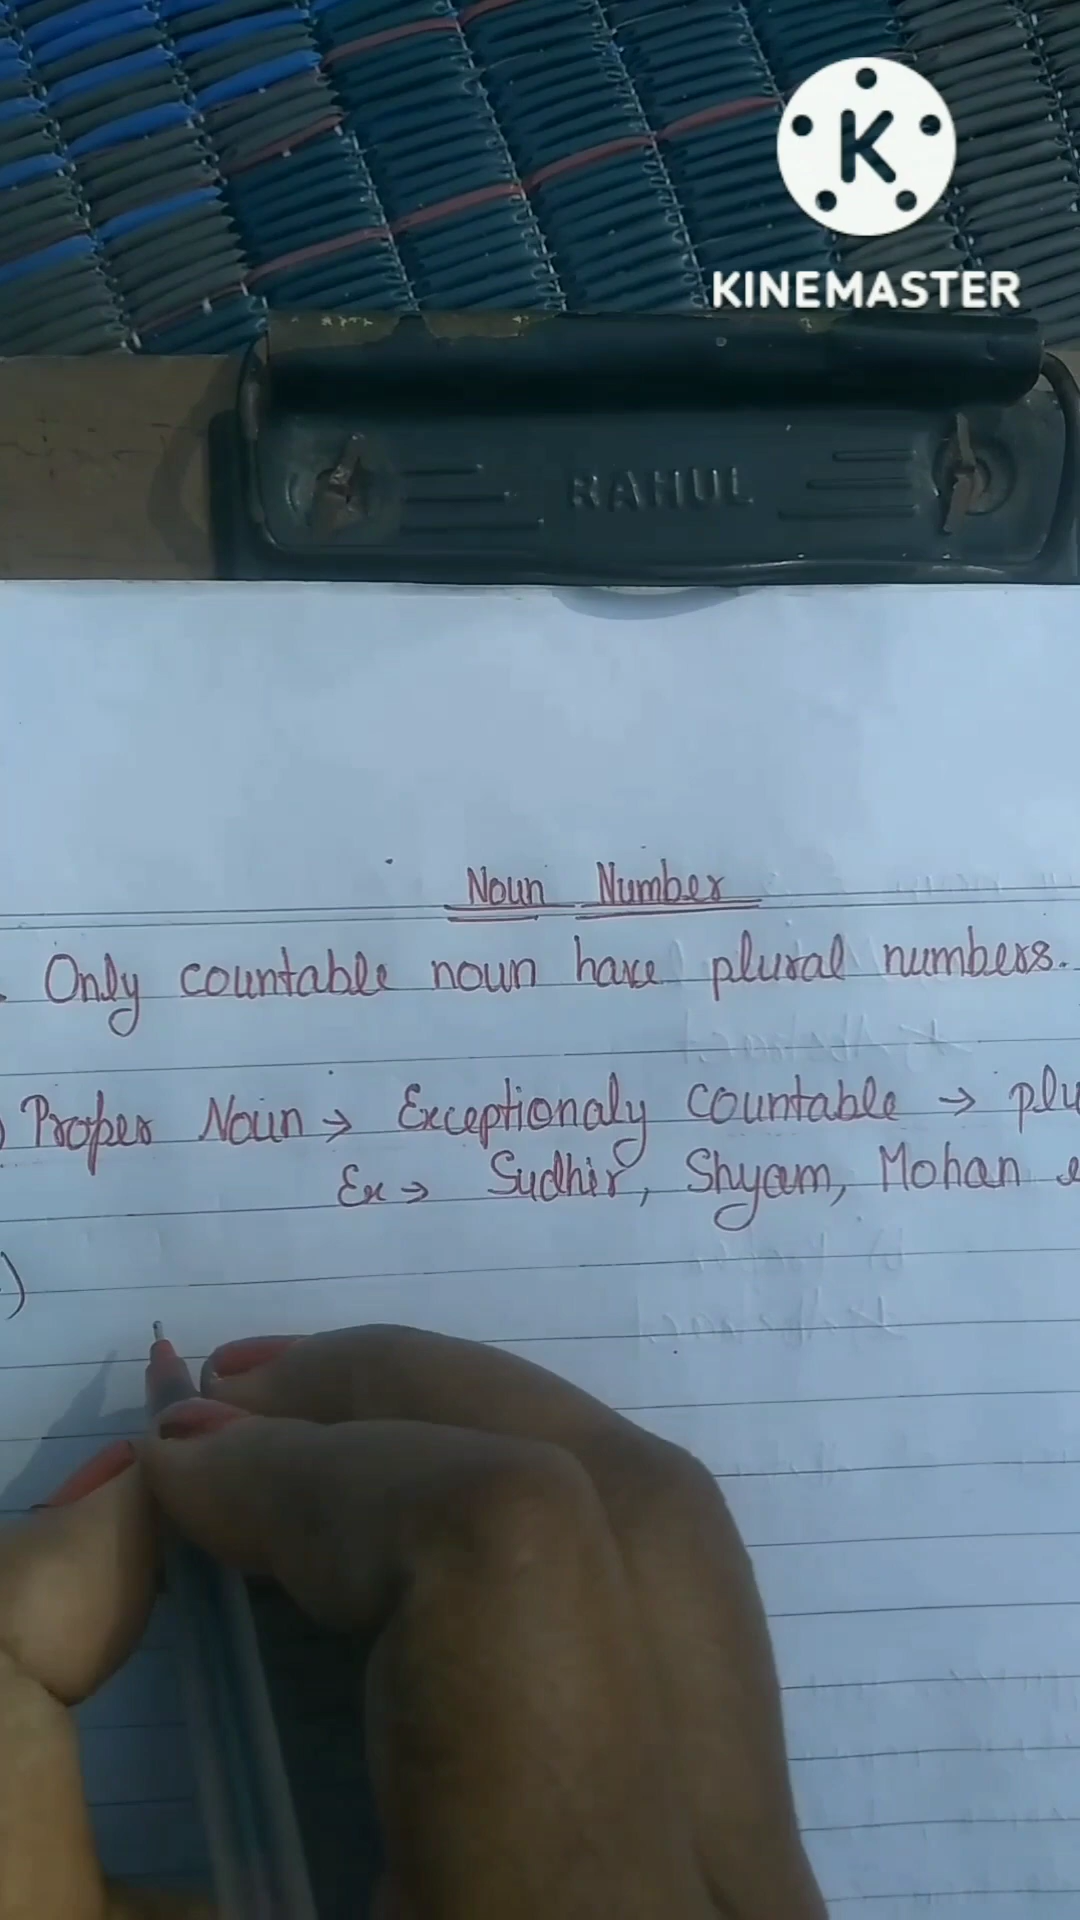 K
KINEMASTER
RAHUL
Noun Number
Only countable noun have plural numbers.
) Proper Noun → Exceptionaly countable → plu
Ex → Sudhir, Shyam, Mohan e
)